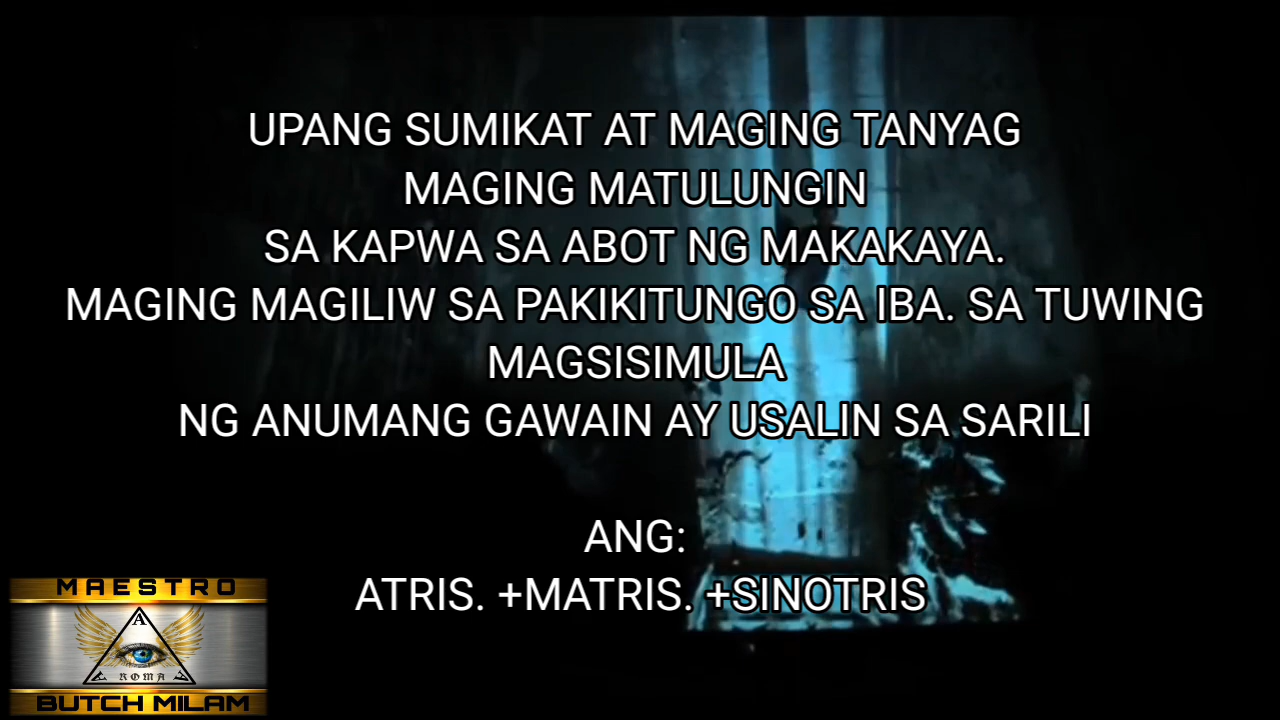 UPANG SUMIKAT AT MAGING TANYAG
MAGING MATULUNGIN
SA KAPWA SA ABOT NG MAKAKAYA.
MAGING MAGILIW SA PAKIKITUNGO SA IBA. SA TUWING
MAGSISIMULA
NG ANUMANG GAWAIN AY USALIN SA SARILI
ANG:
ATRIS. +MATRIS. +SINOTRIS
MAESTRO
A
ROMA
BUTCH MILAM